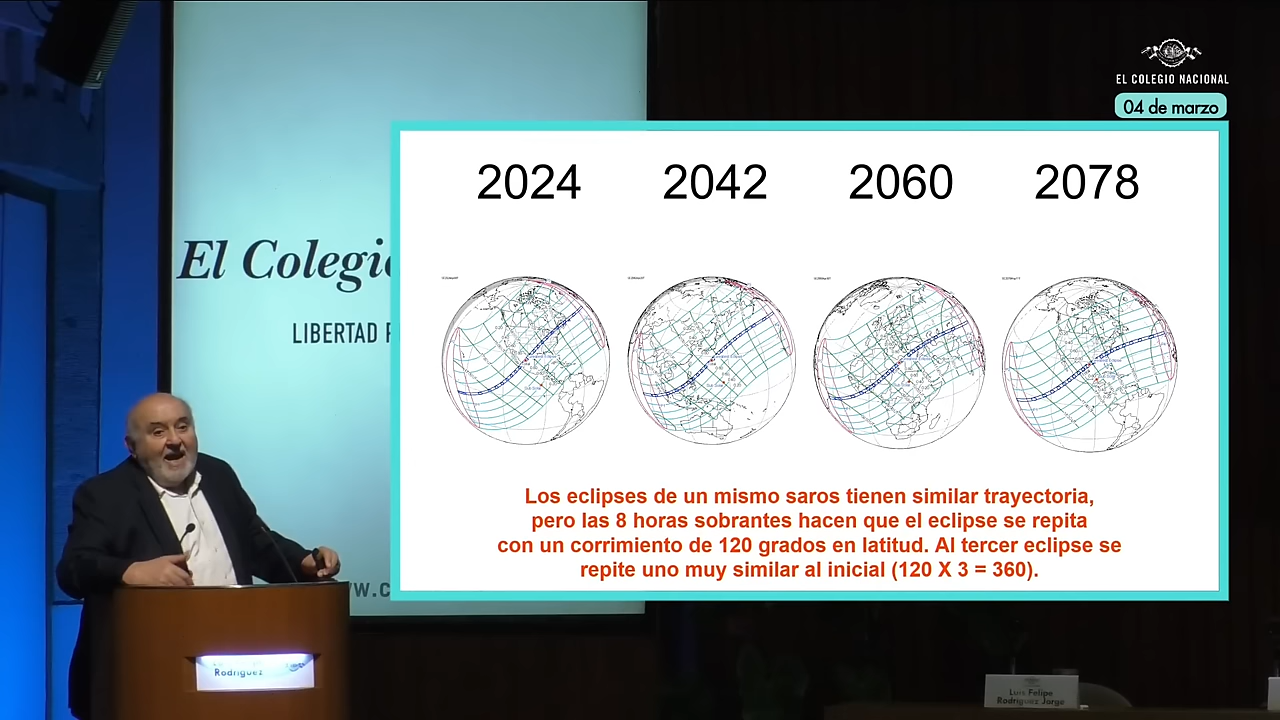 EL COLEGIO NACIONAL
04 de marzo
2024 2042 2060 2078
El Colegio
LIBERTAD P
Los eclipses de un mismo saros tienen similar trayectoria,
pero las 8 horas sobrantes hacen que el eclipse se repita
con un corrimiento de 120 grados en latitud. Al tercer eclipse se
repite uno muy similar al inicial (120 X 3 = 360).
w.c
Rodríguez
Luis Felipe
Rodríguez Jorge